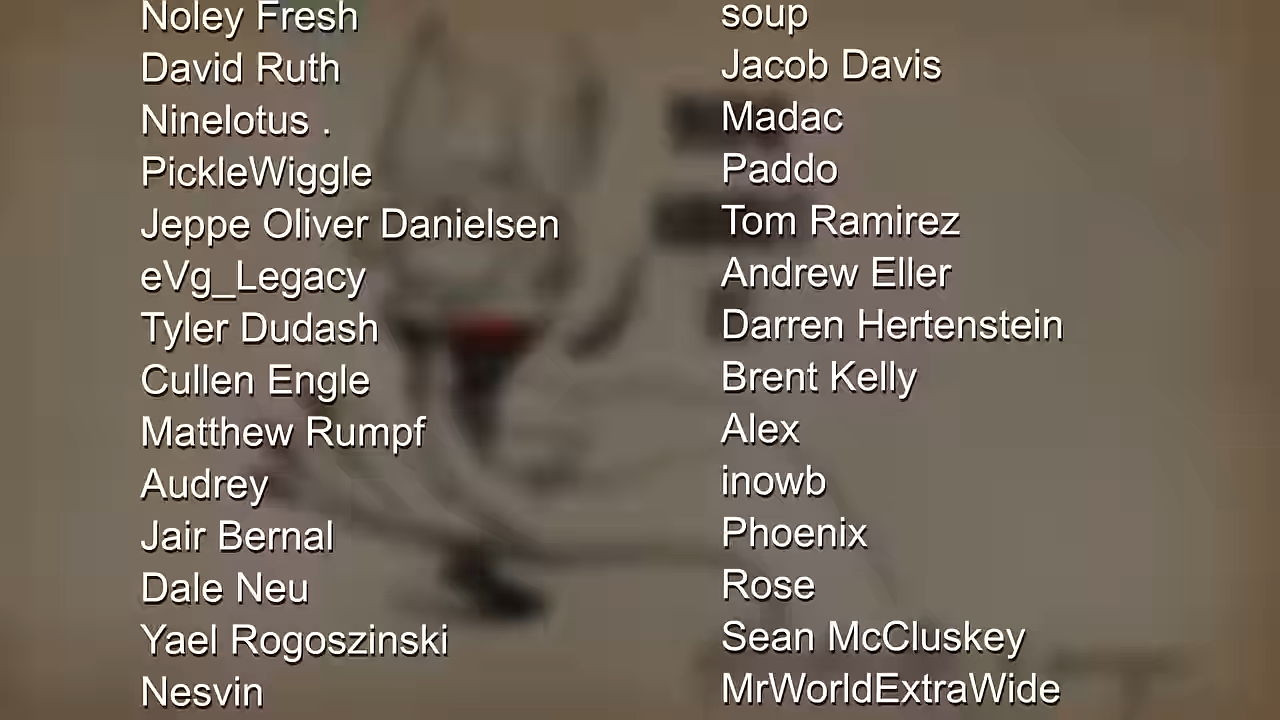 Noley Fresh
David Ruth
Ninelotus .
PickleWiggle
Jeppe Oliver Danielsen
eVg_Legacy
Tyler Dudash
Cullen Engle
Matthew Rumpf
Audrey
Jair Bernal
Dale Neu
Yael Rogoszinski
Nesvin
soup
Jacob Davis
Madac
Paddo
Tom Ramirez
Andrew Eller
Darren Hertenstein
Brent Kelly
Alex
inowb
Phoenix
Rose
Sean McCluskey
MrWorldExtraWide